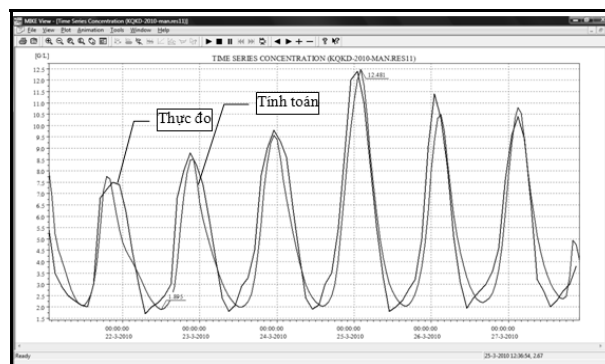 MIKE View - [Time Series Concentration (KQKD-2010-man.res11)]
File View Plot Animation Tools Window Help
TIME SERIES CONCENTRATION (KQKD-2010-MAN.RES11)
[G/L]
12.5
12.0
11.5
11.0
10.5
10.0
9.5
9.0
8.5
8.0
7.5
7.0
6.5
6.0
5.5
5.0
4.5
4.0
3.5
3.0
2.5
2.0
1.5
12.481
Tính toán
Thực đo
1.895
00:00:00 00:00:00 00:00:00 00:00:00 00:00:00 00:00:00
22-3-2010 23-3-2010 24-3-2010 25-3-2010 26-3-2010 27-3-2010
Ready 25-3-2010 12:36:54, 2.67